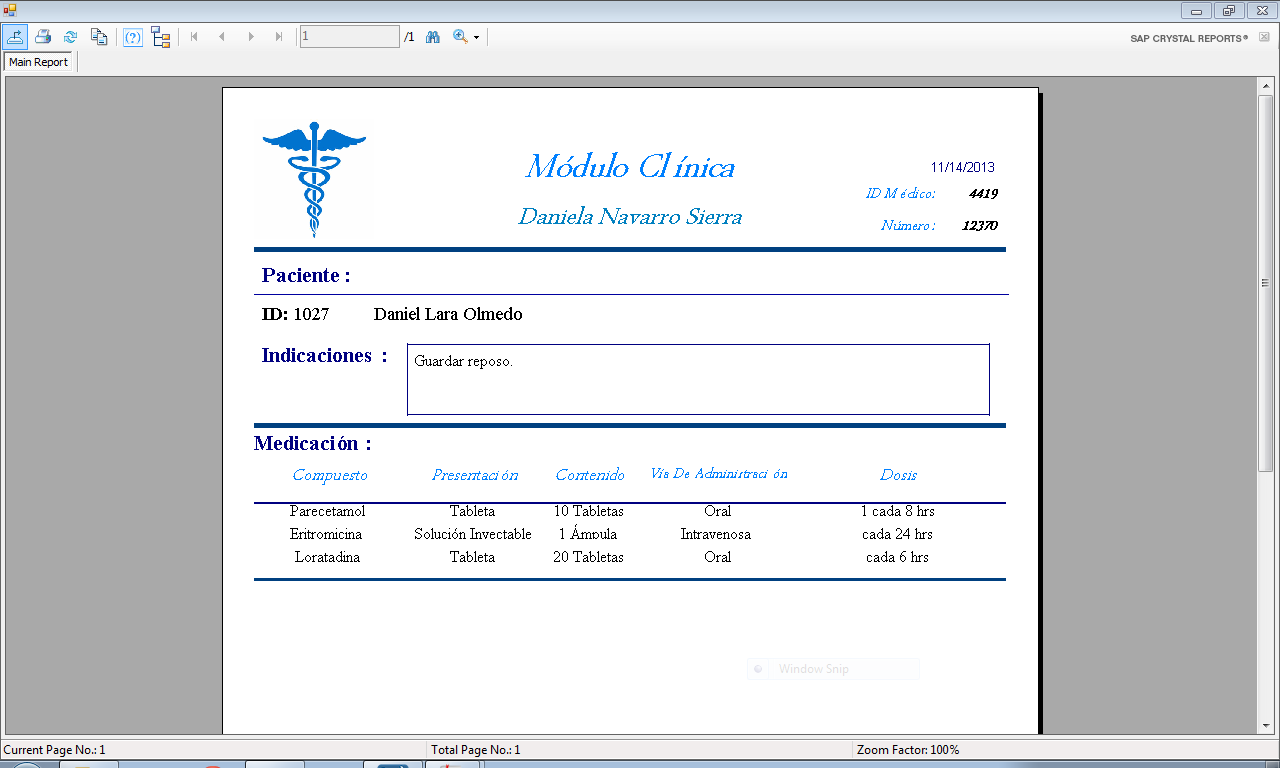 1 /1 SAP CRYSTAL REPORTS®
Main Report
Módulo Clínica
11/14/2013
ID Médico: 4419
Daniela Navarro Sierra
Número: 12370
Paciente :
ID: 1027 Daniel Lara Olmedo
Indicaciones :
Guardar reposo.
Medicación :
Compuesto Presentación Contenido Vía De Administración Dosis
Parecetamol Tableta 10 Tabletas Oral 1 cada 8 hrs
Eritromicina Solución Inyectable 1 Ámpula Intravenosa cada 24 hrs
Loratadina Tableta 20 Tabletas Oral cada 6 hrs
Window Snip
Current Page No.: 1 Total Page No.: 1 Zoom Factor: 100%